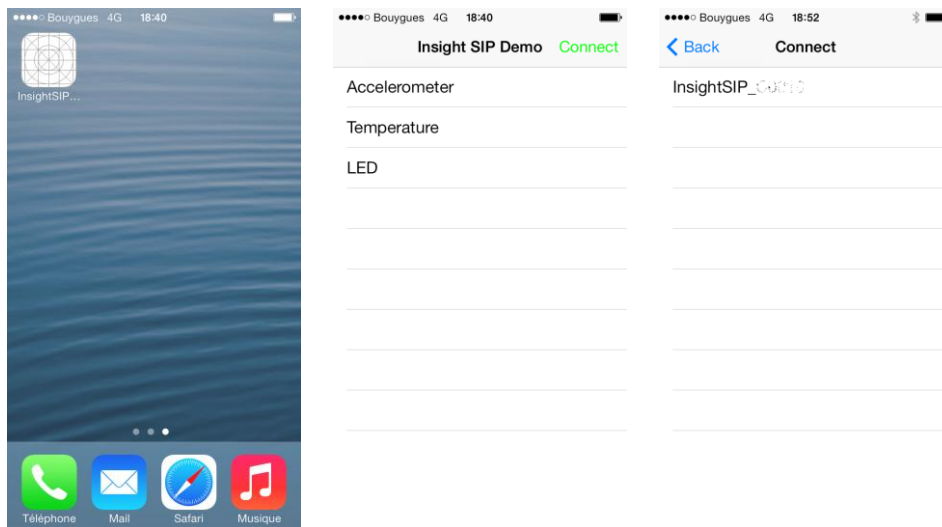 Bouygues 4G 18:40
InsightSIP...
Téléphone Mail Safari Musique
Bouygues 4G 18:40
Insight SIP Demo Connect
Accelerometer
Temperature
LED
Bouygues 4G 18:52
Back Connect
InsightSIP_